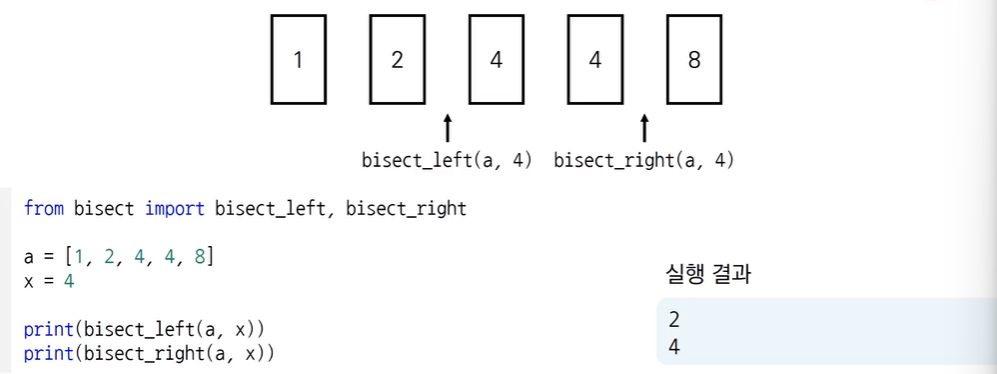 1 2 4 4 8
bisect_left(a, 4) bisect_right(a, 4)
from bisect import bisect_left, bisect_right
a = [1, 2, 4, 4, 8]
x = 4
print(bisect_left(a, x))
print(bisect_right(a, x))
실행 결과
2
4